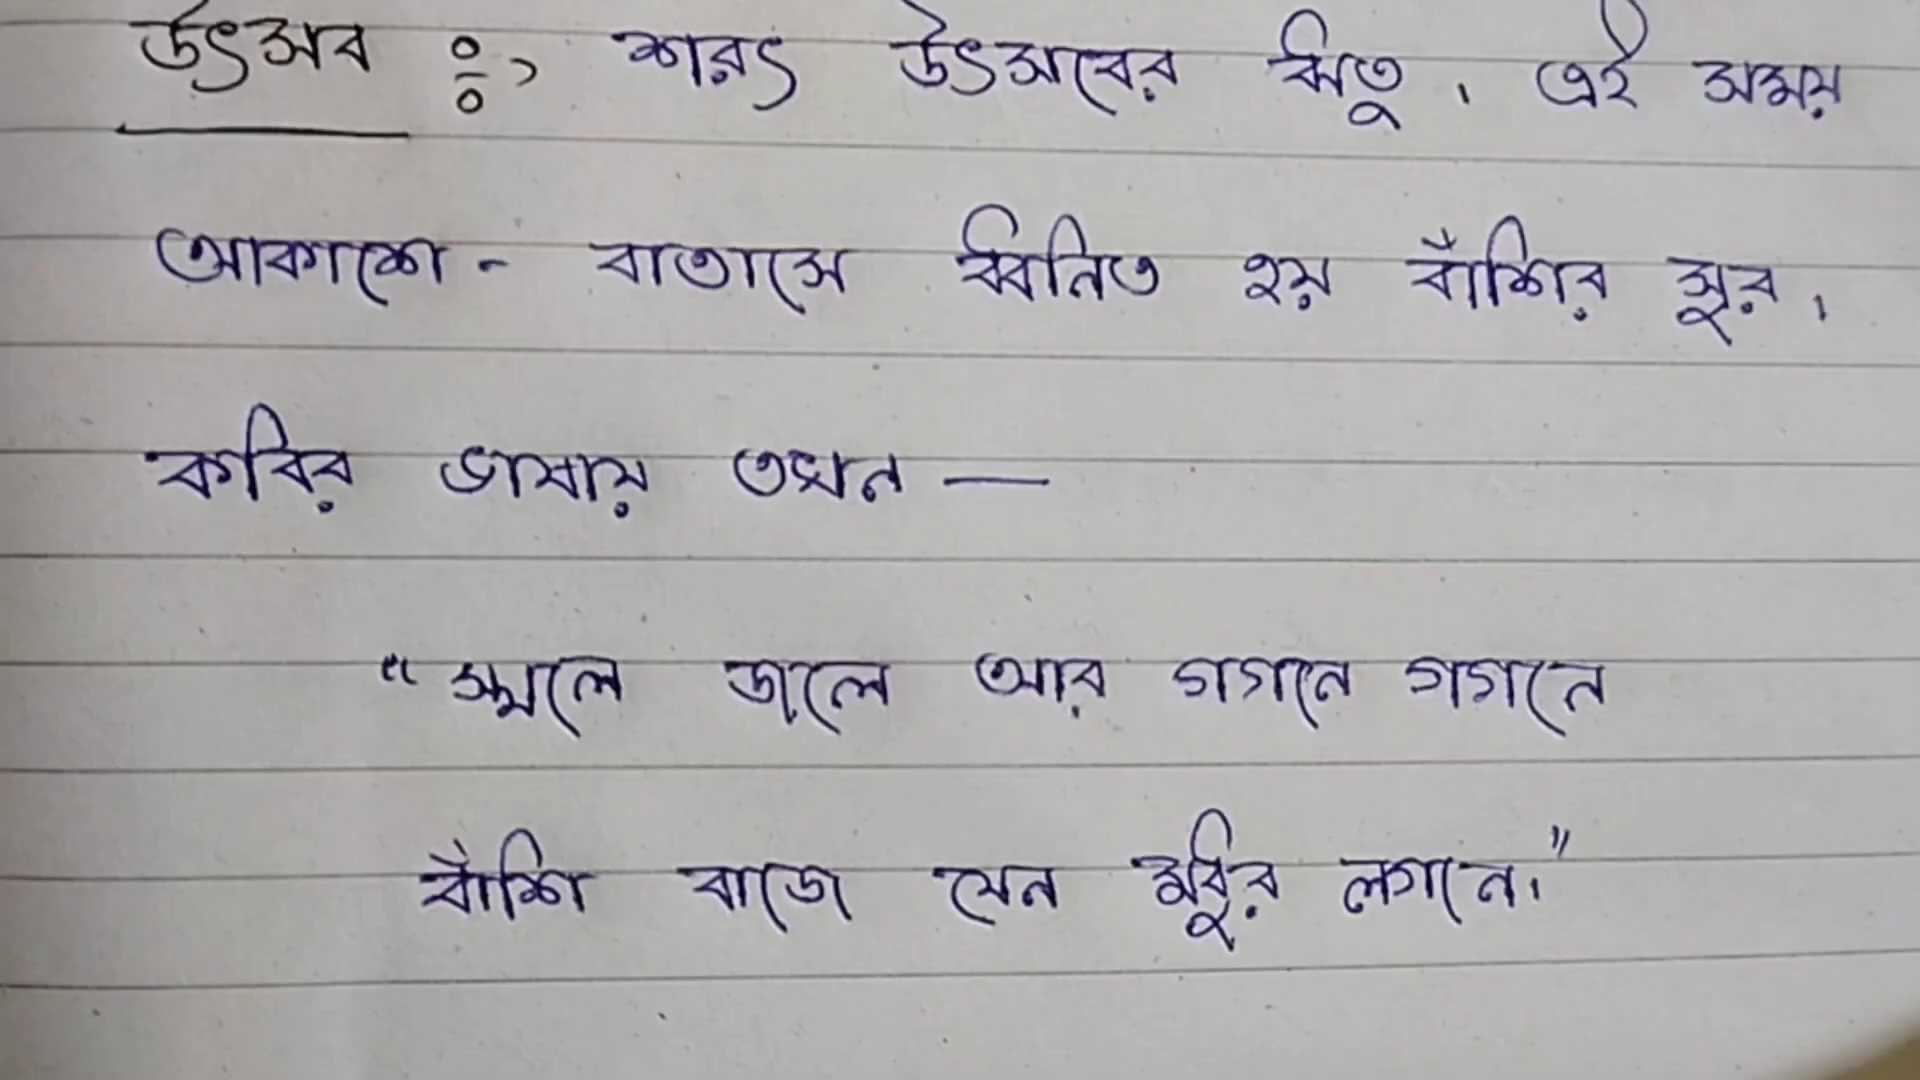 উৎসব ঃ-> শরৎ উৎসবের ঋতু। এই সময়
আকাশে - বাতাসে ধ্বনিত হয় বাঁশির সুর।
কবির ভাষায় তখন —
“স্থলে জলে আর গগনে গগনে
বাঁশি বাজে যেন মধুর লগনে।”